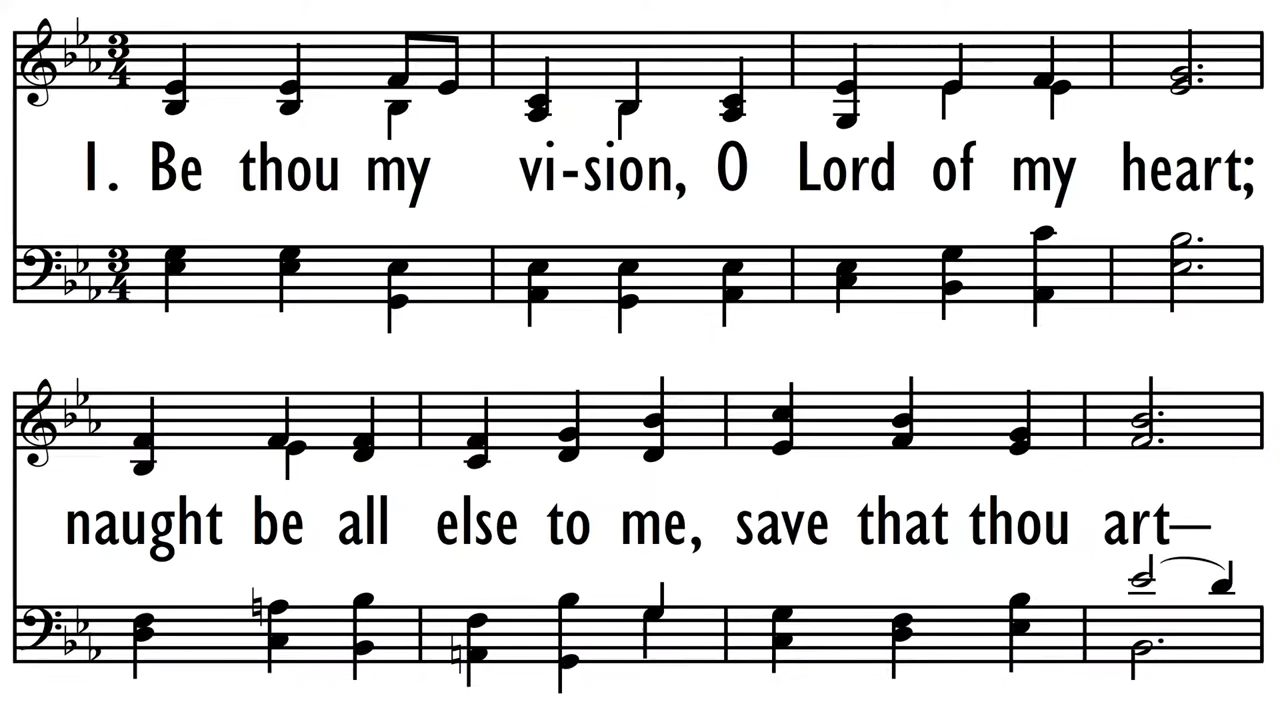 1. Be thou my vi-sion, O Lord of my heart;
naught be all else to me, save that thou art—